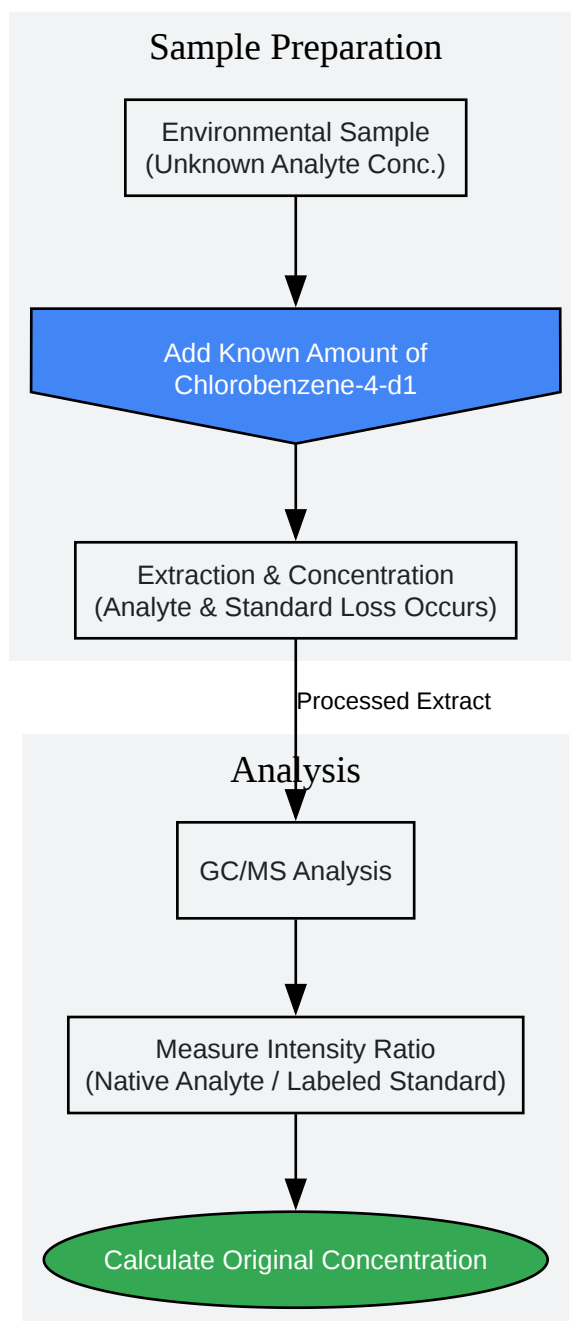 Sample Preparation
Environmental Sample
(Unknown Analyte Conc.)
Add Known Amount of
Chlorobenzene-4-d1
Extraction & Concentration
(Analyte & Standard Loss Occurs)
Processed Extract
Analysis
GC/MS Analysis
Measure Intensity Ratio
(Native Analyte / Labeled Standard)
Calculate Original Concentration